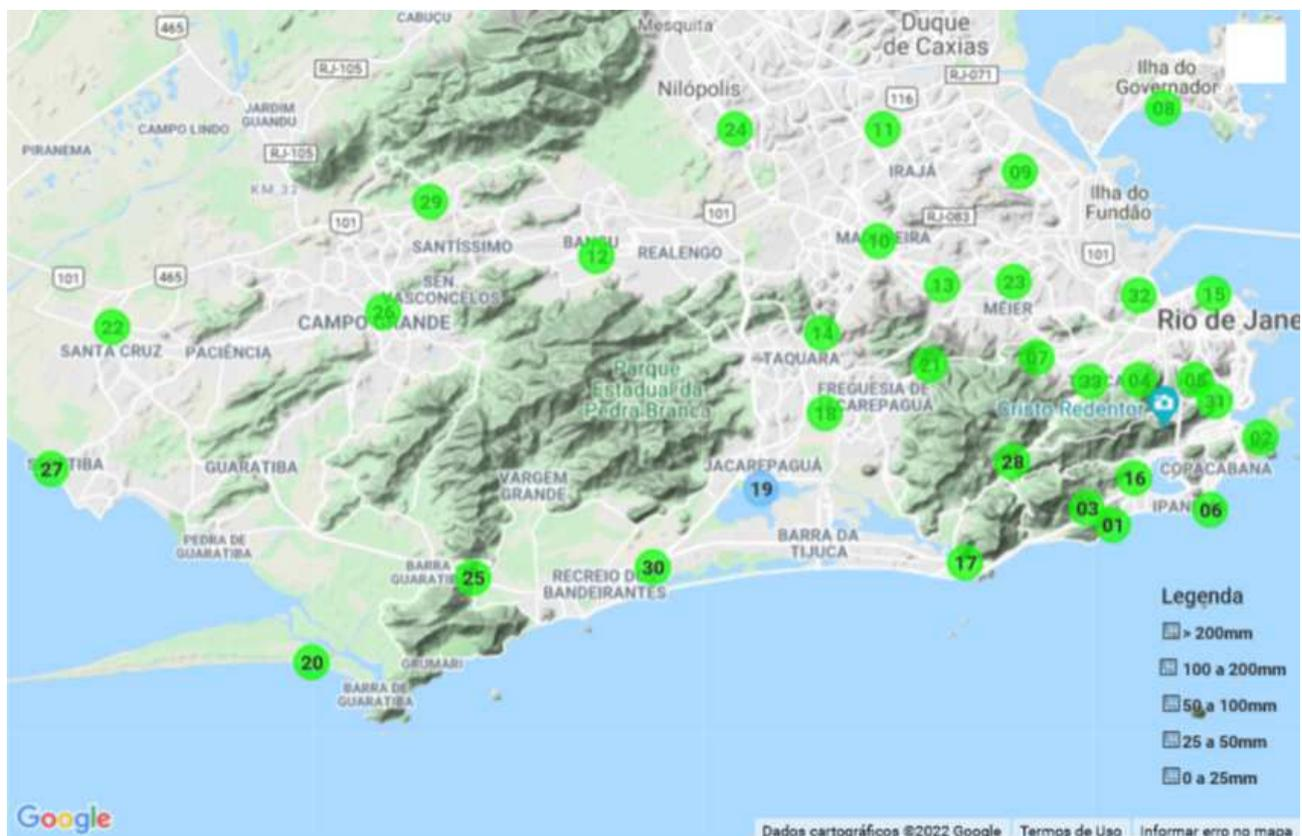 465
CABUÇU
Mesquita
Duque
de Caxias
RJ-105
RJ-071
Ilha do
Governador
Nilópolis
116
08
JARDIM
GUANDU
CAMPO LINDO
24
11
PIRANEMA
RJ-105
IRAJÁ
09
KM 32
Ilha do
Fundão
29
101
101
RJ-083
SANTÍSSIMO
REALENGO
10
12
101
101
465
SEN
VASCONCELOS
13
23
MÉIER
32
15
26
CAMPO GRANDE
22
14
Rio de Jane
SANTA CRUZ
PACIÊNCIA
TAQUARA
07
21
Parque
Estadual da
Pedra Branca
FREGUESIA DE
33
04
05
31
Cristo Redentor
18
02
27
GUARATIBA
JACAREPAGUÁ
28
COPACABANA
VARGEM
GRANDE
19
16
03
01
06
PEDRA DE
GUARATIBA
BARRA DA
TIJUCA
BARRA
25
30
17
RECREIO DOS
BANDEIRANTES
Legenda
> 200mm
20
GRUMARI
100 a 200mm
BARRA DE
GUARATIBA
50 a 100mm
25 a 50mm
0 a 25mm
Google
Dados cartográficos ©2022 Google
Termos de Uso
Informar erro no mapa